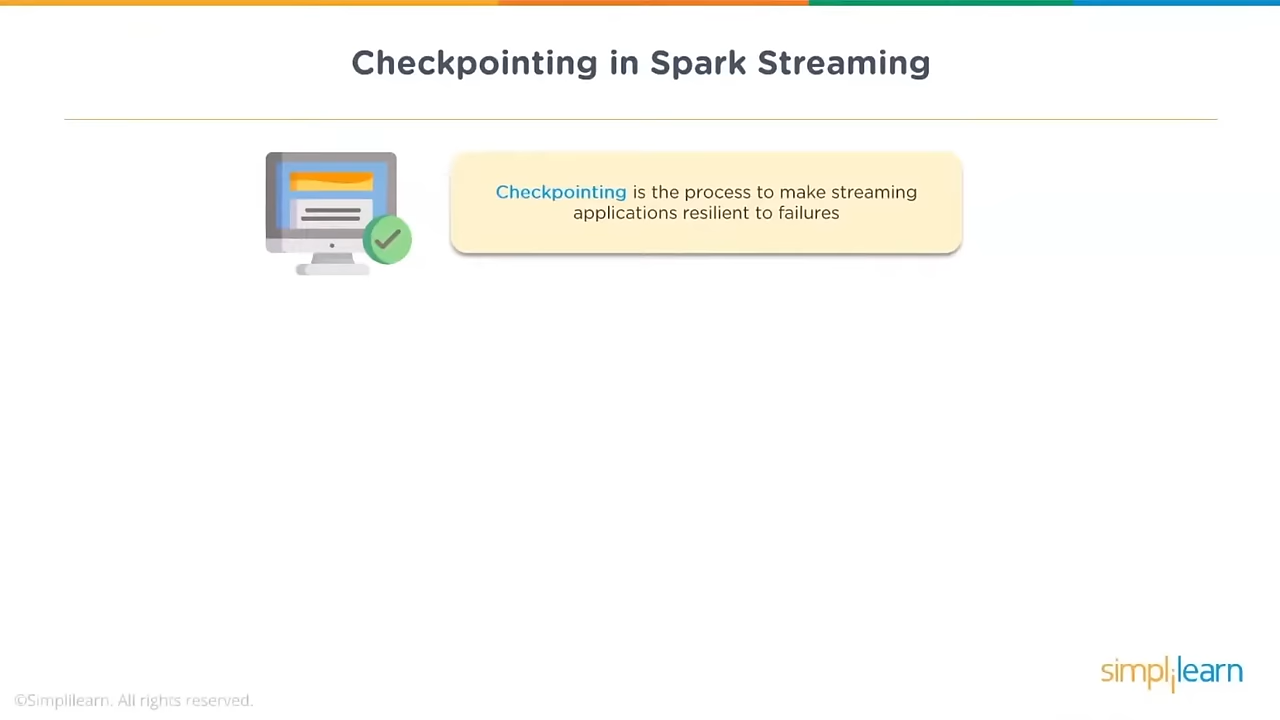 Checkpointing in Spark Streaming
Checkpointing is the process to make streaming
applications resilient to failures
simplilearn
©Simplilearn. All rights reserved.